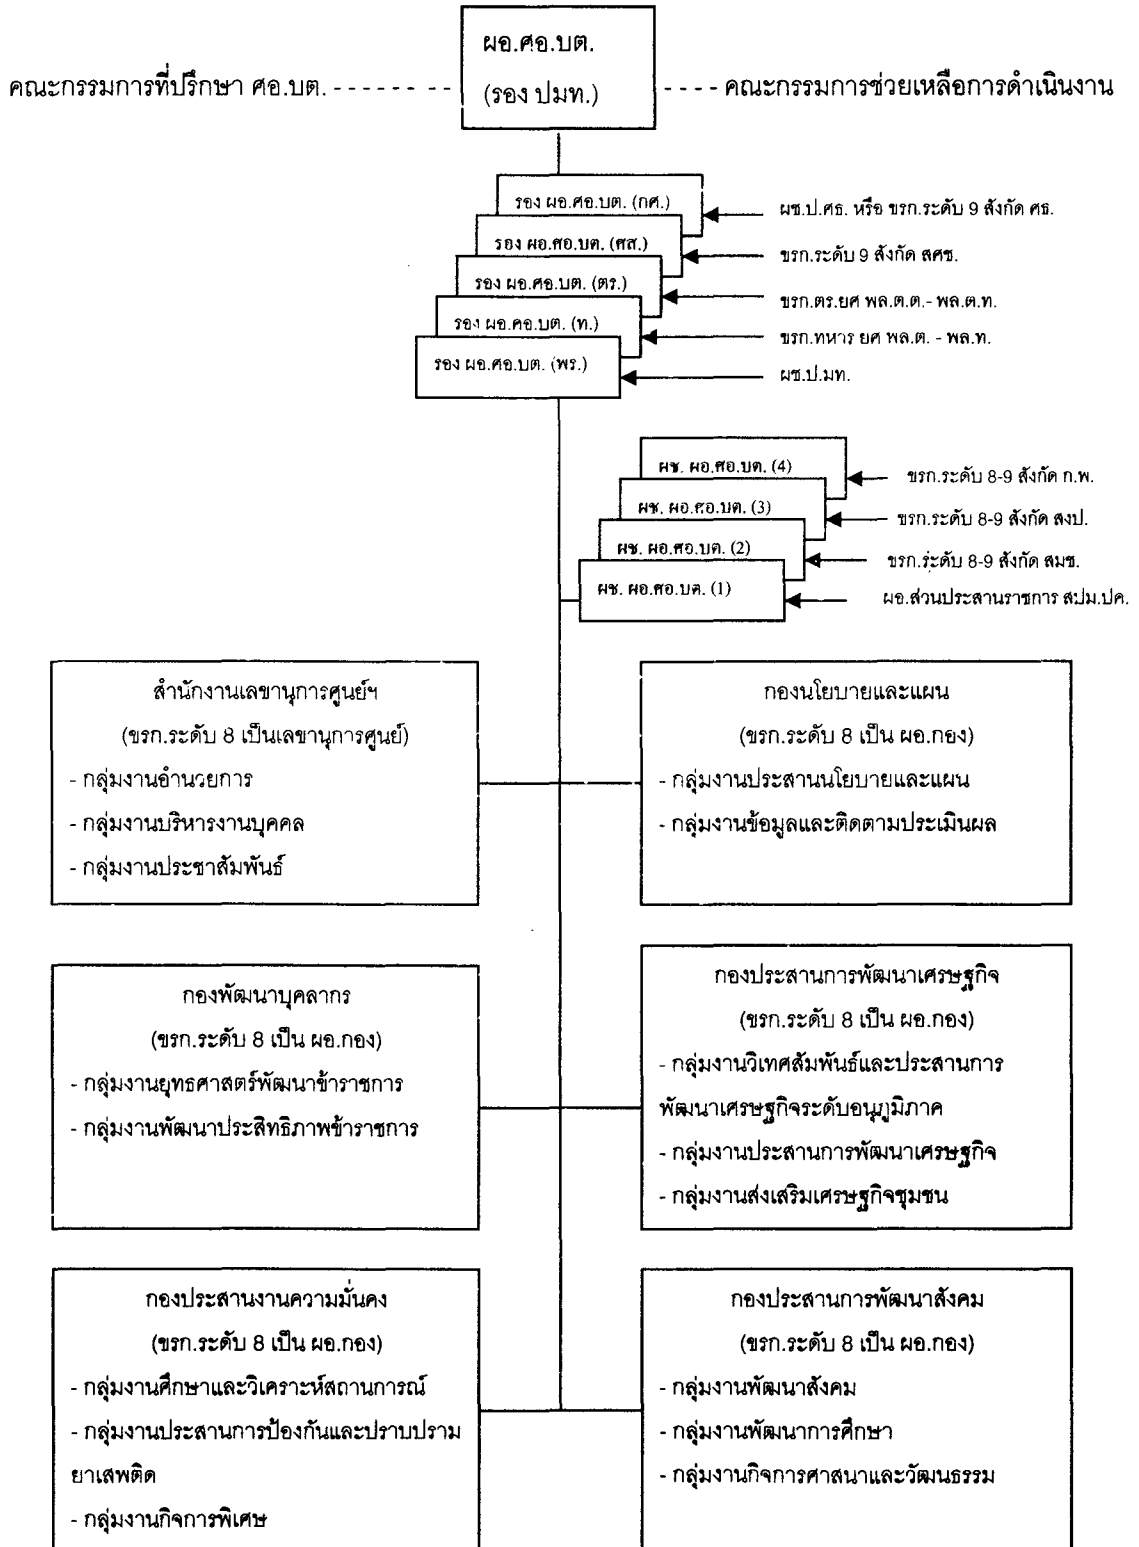 ผอ.ศอ.บต.
(รอง ปมท.)
คณะกรรมการที่ปรึกษา ศอ.บต.
คณะกรรมการช่วยเหลือการดำเนินงาน
รอง ผอ.ศอ.บต. (กศ.)
ผช.ป.ศธ. หรือ ขรก.ระดับ 9 สังกัด ศธ.
รอง ผอ.ศอ.บต. (ศส.)
ขรก.ระดับ 9 สังกัด สศช.
รอง ผอ.ศอ.บต. (ตร.)
ขรก.ตร.ยศ พล.ต.ต.- พล.ต.ท.
รอง ผอ.ศอ.บต. (ท.)
ขรก.ทหาร ยศ พล.ต. - พล.ท.
รอง ผอ.ศอ.บต. (พร.)
ผช.ป.มท.
ผช. ผอ.ศอ.บต. (4)
ขรก.ระดับ 8-9 สังกัด ก.พ.
ผช. ผอ.ศอ.บต. (3)
ขรก.ระดับ 8-9 สังกัด สงป.
ผช. ผอ.ศอ.บต. (2)
ขรก.ระดับ 8-9 สังกัด สมช.
ผช. ผอ.ศอ.บต. (1)
ผอ.ส่วนประสานราชการ สปม.ปค.
สำนักงานเลขานุการศูนย์ฯ
(ขรก.ระดับ 8 เป็นเลขานุการศูนย์)
- กลุ่มงานอำนวยการ
- กลุ่มงานบริหารงานบุคคล
- กลุ่มงานประชาสัมพันธ์
กองนโยบายและแผน
(ขรก.ระดับ 8 เป็น ผอ.กอง)
- กลุ่มงานประสานนโยบายและแผน
- กลุ่มงานข้อมูลและติดตามประเมินผล
กองพัฒนาบุคลากร
(ขรก.ระดับ 8 เป็น ผอ.กอง)
- กลุ่มงานยุทธศาสตร์พัฒนาข้าราชการ
- กลุ่มงานพัฒนาประสิทธิภาพข้าราชการ
กองประสานการพัฒนาเศรษฐกิจ
(ขรก.ระดับ 8 เป็น ผอ.กอง)
- กลุ่มงานวิเทศสัมพันธ์และประสานการ
พัฒนาเศรษฐกิจระดับอนุภูมิภาค
- กลุ่มงานประสานการพัฒนาเศรษฐกิจ
- กลุ่มงานส่งเสริมเศรษฐกิจชุมชน
กองประสานงานความมั่นคง
(ขรก.ระดับ 8 เป็น ผอ.กอง)
- กลุ่มงานศึกษาและวิเคราะห์สถานการณ์
- กลุ่มงานประสานการป้องกันและปราบปราม
ยาเสพติด
- กลุ่มงานกิจการพิเศษ
กองประสานการพัฒนาสังคม
(ขรก.ระดับ 8 เป็น ผอ.กอง)
- กลุ่มงานพัฒนาสังคม
- กลุ่มงานพัฒนาการศึกษา
- กลุ่มงานกิจการศาสนาและวัฒนธรรม